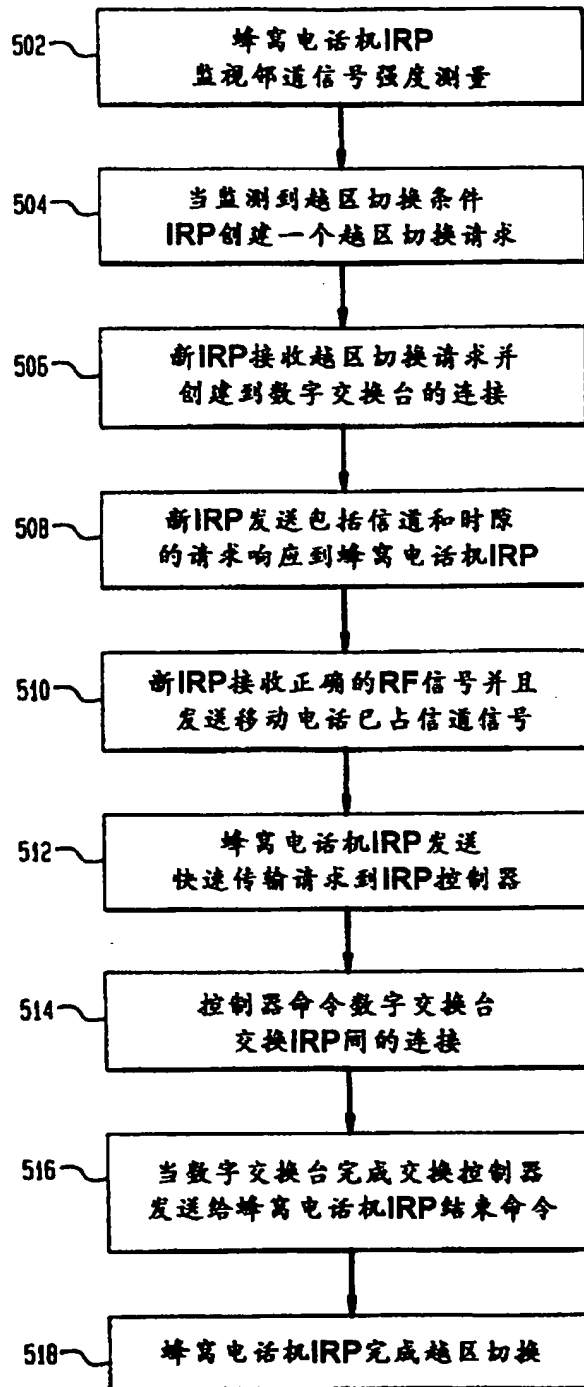 502
蜂窝电话机IRP
监视邻道信号强度测量
504
当监测到越区切换条件
IRP创建一个越区切换请求
506
新IRP接收越区切换请求并
创建到数字交换台的连接
508
新IRP发送包括信道和时隙
的请求响应到蜂窝电话机IRP
510
新IRP接收正确的RF信号并且
发送移动电话已占信道信号
512
蜂窝电话机IRP发送
快速传输请求到IRP控制器
514
控制器命令数字交换台
交换IRP间的连接
516
当数字交换台完成交换控制器
发送给蜂窝电话机IRP结束命令
518
蜂窝电话机IRP完成越区切换